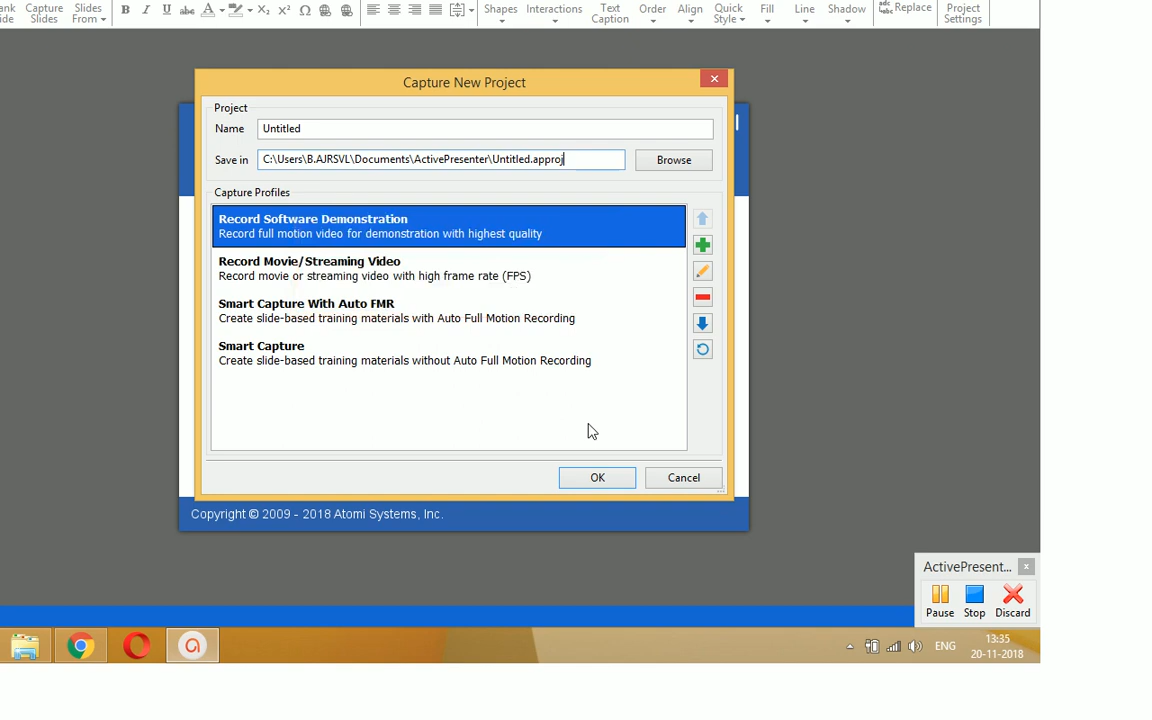 Capture Slides
Slides From
B I U abc A X₂ X² Ω
Shapes
Interactions
Text Caption
Order
Align
Quick Style
Fill
Line
Shadow
Replace
Project Settings
Capture New Project
Project
Name Untitled
Save in C:\Users\B.AJRSVL\Documents\ActivePresenter\Untitled.approj Browse
Capture Profiles
Record Software Demonstration
Record full motion video for demonstration with highest quality
Record Movie/Streaming Video
Record movie or streaming video with high frame rate (FPS)
Smart Capture With Auto FMR
Create slide-based training materials with Auto Full Motion Recording
Smart Capture
Create slide-based training materials without Auto Full Motion Recording
OK Cancel
Copyright © 2009 - 2018 Atomi Systems, Inc.
ActivePresent... x
Pause Stop Discard
ENG
13:35
20-11-2018